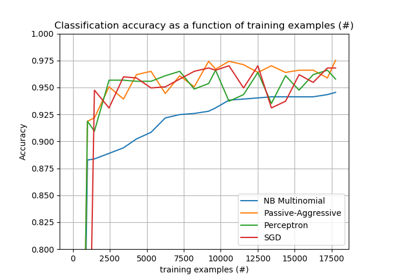 Classification accuracy as a function of training examples (#)
1.000
0.975
0.950
0.925
0.900
0.875
0.850
0.825
0.800
Accuracy
NB Multinomial
Passive-Aggressive
Perceptron
SGD
0 2500 5000 7500 10000 12500 15000 17500
training examples (#)